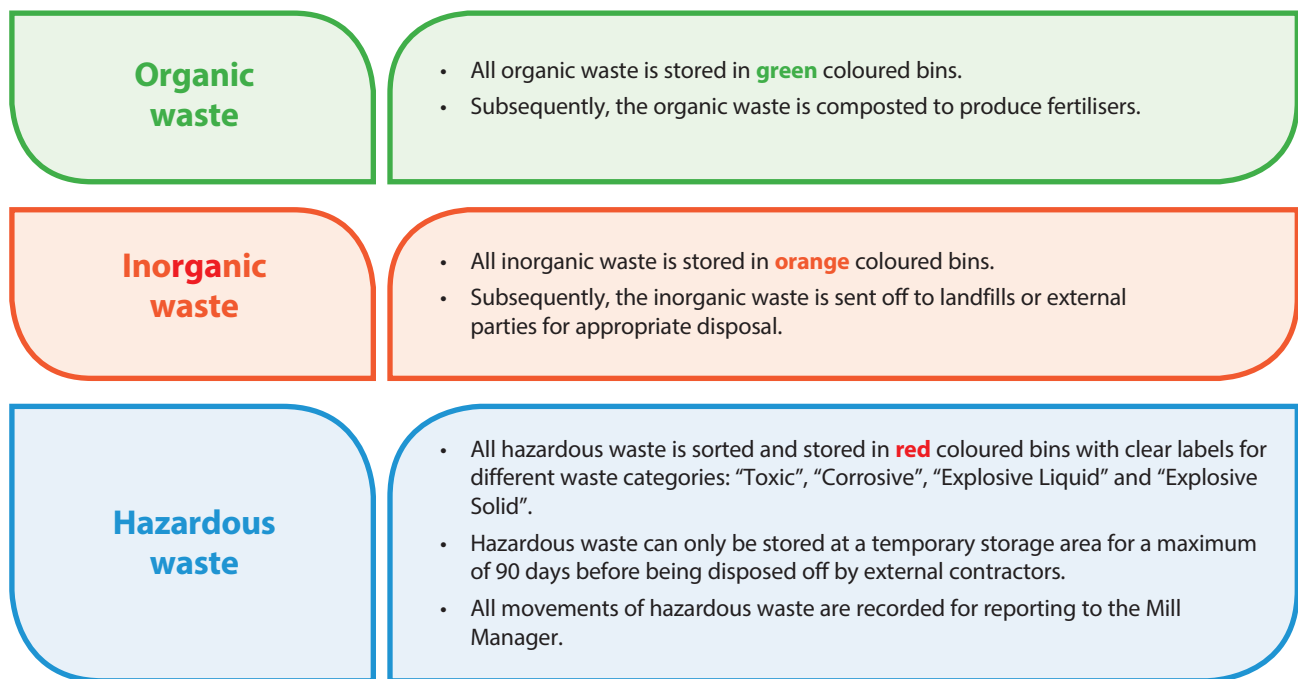 Organic
waste
• All organic waste is stored in green coloured bins.
• Subsequently, the organic waste is composted to produce fertilisers.
Inorganic
waste
• All inorganic waste is stored in orange coloured bins.
• Subsequently, the inorganic waste is sent off to landfills or external
parties for appropriate disposal.
Hazardous
waste
• All hazardous waste is sorted and stored in red coloured bins with clear labels for
different waste categories: “Toxic”, “Corrosive”, “Explosive Liquid” and “Explosive
Solid”.
• Hazardous waste can only be stored at a temporary storage area for a maximum
of 90 days before being disposed off by external contractors.
• All movements of hazardous waste are recorded for reporting to the Mill
Manager.